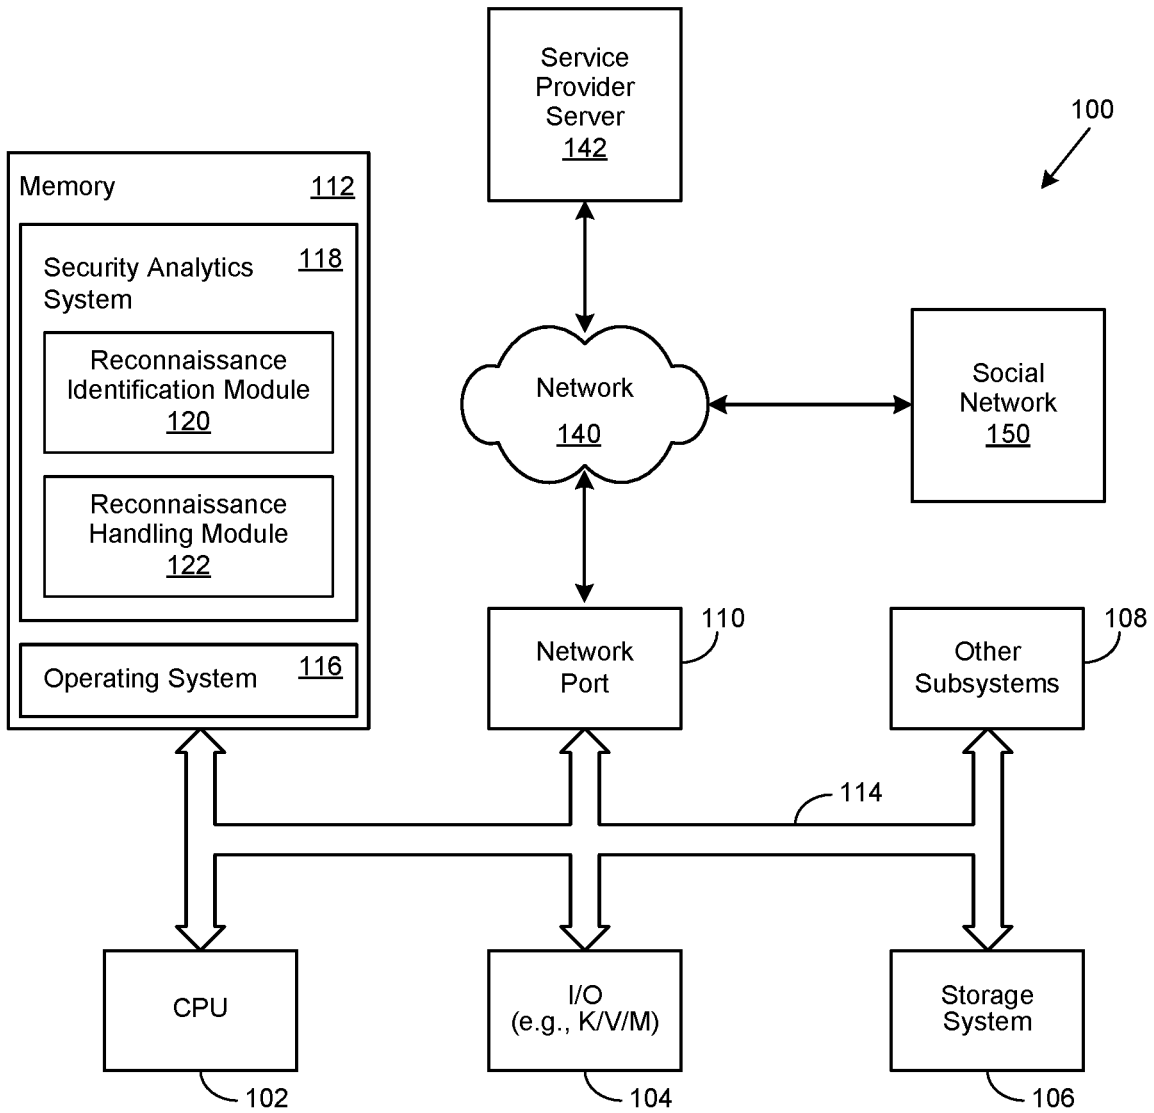 Service
Provider
Server
142
100
Memory
112
Security Analytics
System
118
Reconnaissance
Identification Module
120
Reconnaissance
Handling Module
122
Operating System
116
Network
140
Social
Network
150
Network
Port
110
Other
Subsystems
108
114
CPU
102
I/O
(e.g., K/V/M)
104
Storage
System
106